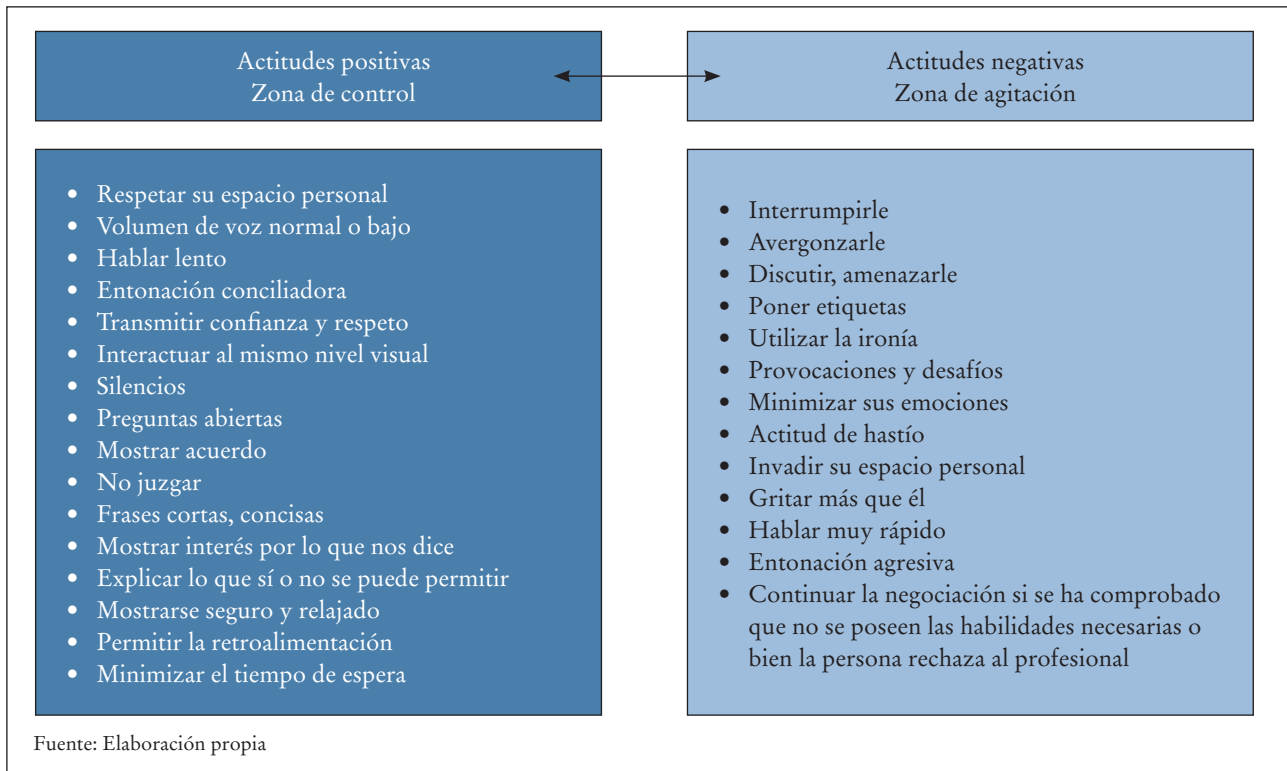 Actitudes positivas
Zona de control
Actitudes negativas
Zona de agitación
• Respetar su espacio personal
• Volumen de voz normal o bajo
• Hablar lento
• Entonación conciliadora
• Transmitir confianza y respeto
• Interactuar al mismo nivel visual
• Silencios
• Preguntas abiertas
• Mostrar acuerdo
• No juzgar
• Frases cortas, concisas
• Mostrar interés por lo que nos dice
• Explicar lo que sí o no se puede permitir
• Mostrarse seguro y relajado
• Permitir la retroalimentación
• Minimizar el tiempo de espera
• Interrumpirle
• Avergonzarle
• Discutir, amenazarle
• Poner etiquetas
• Utilizar la ironía
• Provocaciones y desafíos
• Minimizar sus emociones
• Actitud de hastío
• Invadir su espacio personal
• Gritar más que él
• Hablar muy rápido
• Entonación agresiva
• Continuar la negociación si se ha comprobado
que no se poseen las habilidades necesarias o
bien la persona rechaza al profesional
Fuente: Elaboración propia